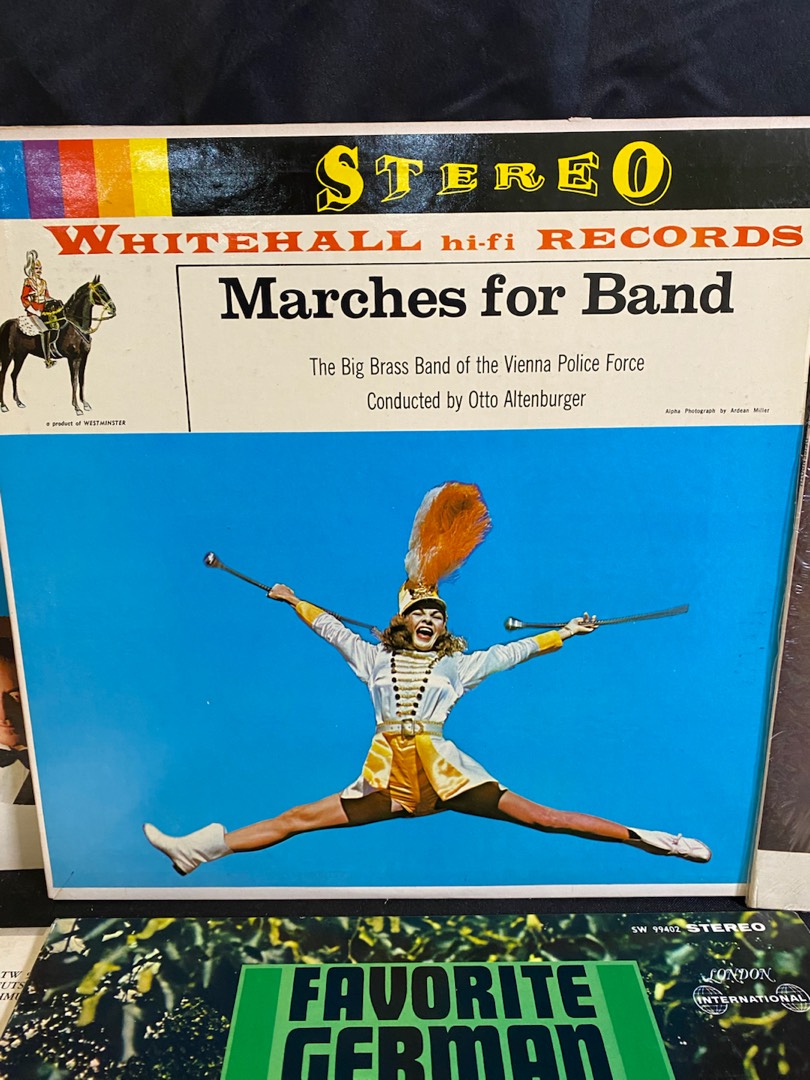 STEREO
WHITEHALL hi-fi RECORDS
Marches for Band
The Big Brass Band of the Vienna Police Force
Conducted by Otto Altenburger
Alpha Photograph by Ardean Miller
a product of WESTMINSTER
SW 99402 STEREO
LONDON
INTERNATIONAL
FAVORITE
GERMAN
TW